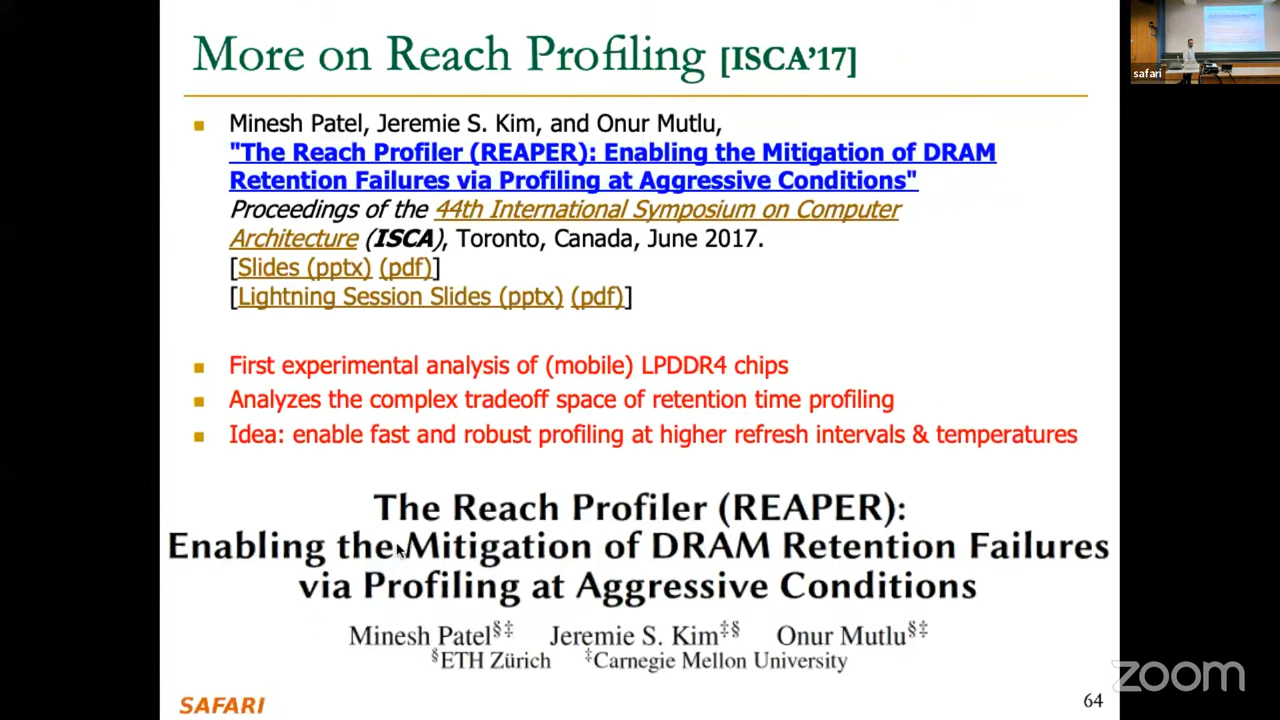 More on Reach Profiling [ISCA’17]
safari
Minesh Patel, Jeremie S. Kim, and Onur Mutlu,
"The Reach Profiler (REAPER): Enabling the Mitigation of DRAM
Retention Failures via Profiling at Aggressive Conditions"
Proceedings of the 44th International Symposium on Computer
Architecture (ISCA), Toronto, Canada, June 2017.
[Slides (pptx) (pdf)]
[Lightning Session Slides (pptx) (pdf)]
First experimental analysis of (mobile) LPDDR4 chips
Analyzes the complex tradeoff space of retention time profiling
Idea: enable fast and robust profiling at higher refresh intervals & temperatures
The Reach Profiler (REAPER):
Enabling the Mitigation of DRAM Retention Failures
via Profiling at Aggressive Conditions
Minesh Patel§‡ Jeremie S. Kim‡§ Onur Mutlu§‡
§ETH Zürich ‡Carnegie Mellon University
SAFARI
64
zoom